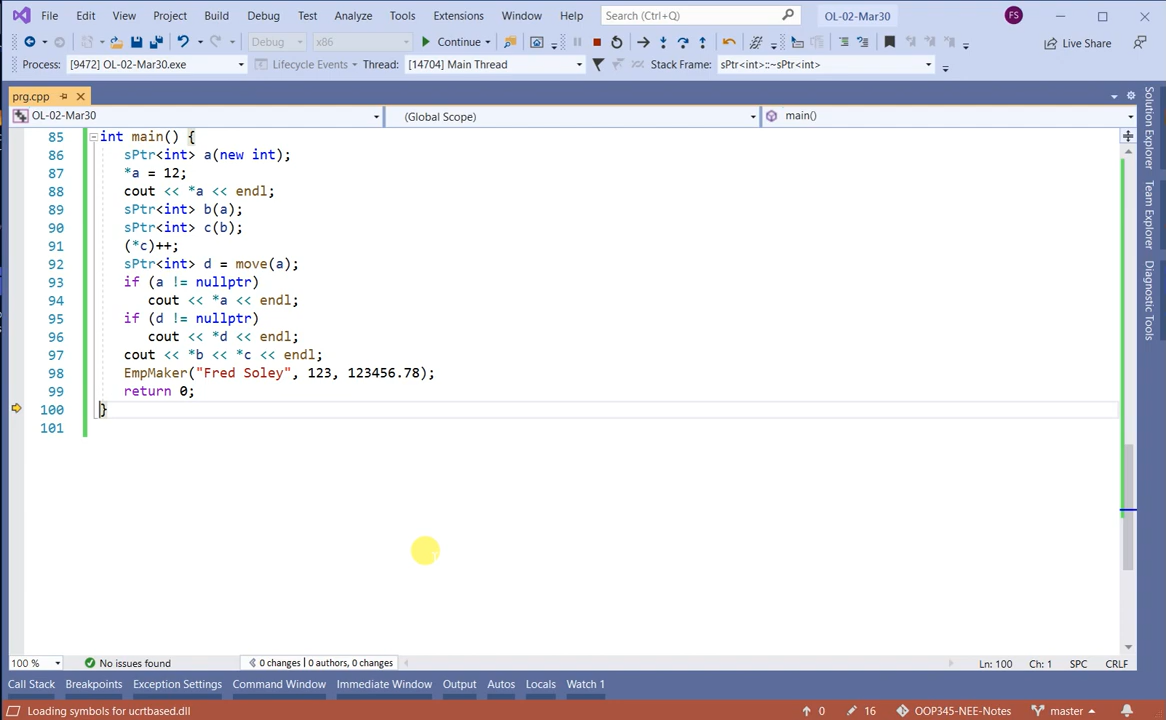 File Edit View Project Build Debug Test Analyze Tools Extensions Window Help Search (Ctrl+Q) OL-02-Mar30 FS
Debug x86 Continue Live Share
Process: [9472] OL-02-Mar30.exe Lifecycle Events Thread: [14704] Main Thread Stack Frame: sPtr<int>::~sPtr<int>
prg.cpp
OL-02-Mar30 (Global Scope) main()
85 int main() {
86 sPtr<int> a(new int);
87 *a = 12;
88 cout << *a << endl;
89 sPtr<int> b(a);
90 sPtr<int> c(b);
91 (*c)++;
92 sPtr<int> d = move(a);
93 if (a != nullptr)
94 cout << *a << endl;
95 if (d != nullptr)
96 cout << *d << endl;
97 cout << *b << *c << endl;
98 EmpMaker("Fred Soley", 123, 123456.78);
99 return 0;
100 }
101
Solution Explorer
Team Explorer
Diagnostic Tools
100 % No issues found 0 changes | 0 authors, 0 changes Ln: 100 Ch: 1 SPC CRLF
Call Stack Breakpoints Exception Settings Command Window Immediate Window Output Autos Locals Watch 1
Loading symbols for ucrtbased.dll 0 16 OOP345-NEE-Notes master